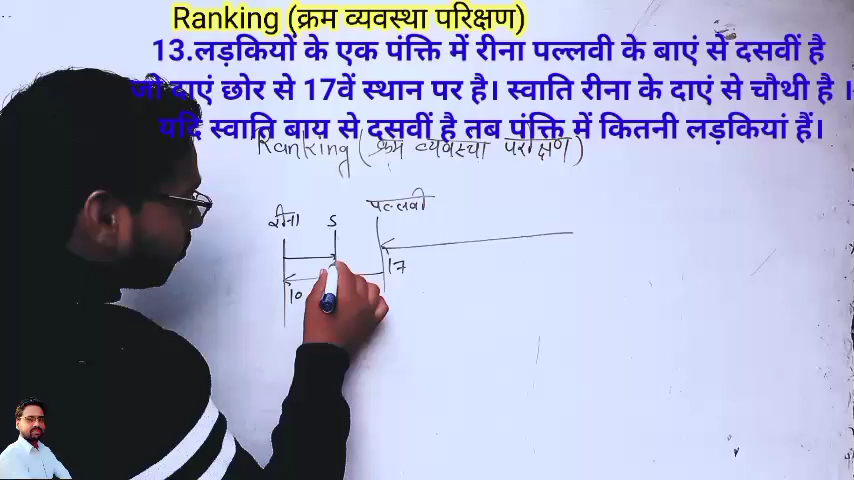 Ranking (क्रम व्यवस्था परिक्षण)
13.लड़कियों के एक पंक्ति में रीना पल्लवी के बाएं से दसवीं है
जो दाएं छोर से 17वें स्थान पर है। स्वाति रीना के दाएं से चौथी है ।
यदि स्वाति बाय से दसवीं है तब पंक्ति में कितनी लड़कियां हैं।
Ranking (क्रम व्यवस्था परीक्षण)
रीना S पल्लवी
17
10